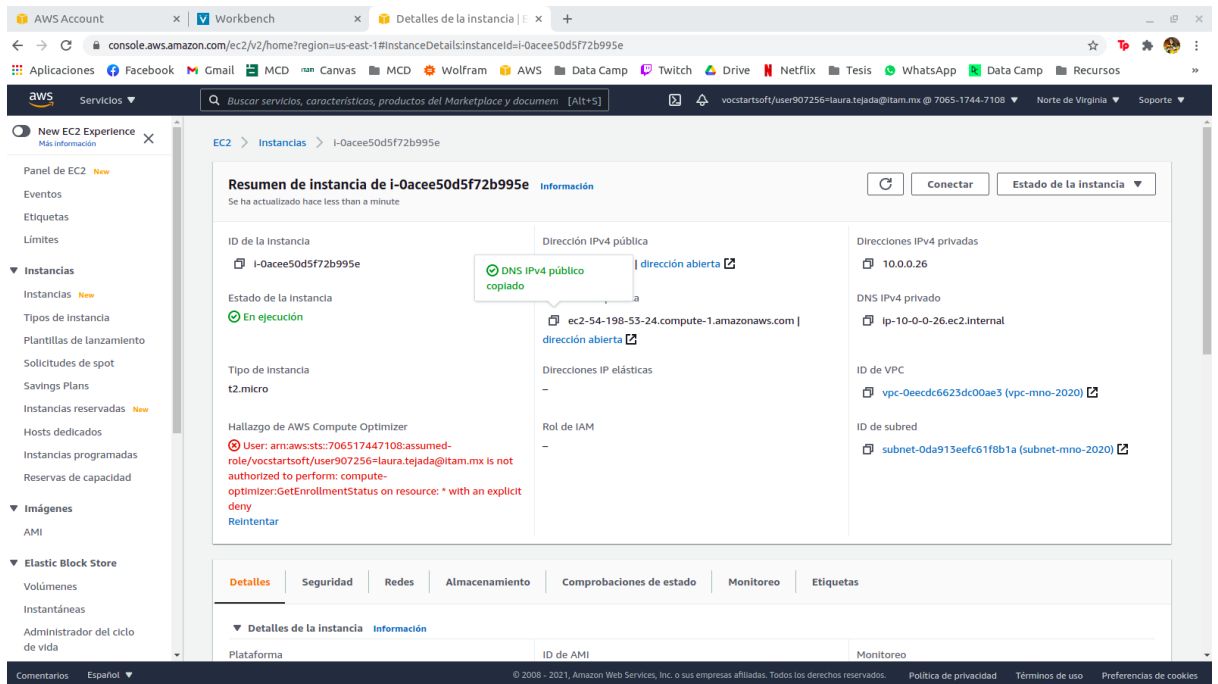 AWS Account
Workbench
Detalles de la instancia | E
console.aws.amazon.com/ec2/v2/home?region=us-east-1#InstanceDetails:instanceId=i-0acee50d5f72b995e
Aplicaciones Facebook Gmail MCD Canvas MCD Wolfram AWS Data Camp Twitch Drive Netflix Tesis WhatsApp Data Camp Recursos »
aws Servicios ▼ Buscar servicios, características, productos del Marketplace y documen [Alt+S] vocstartsoft/user907256=laura.tejada@itam.mx @ 7065-1744-7108 ▼ Norte de Virginia ▼ Soporte ▼
New EC2 Experience
Más información
Panel de EC2 New
Eventos
Etiquetas
Límites
▼ Instancias
Instancias New
Tipos de instancia
Plantillas de lanzamiento
Solicitudes de spot
Savings Plans
Instancias reservadas New
Hosts dedicados
Instancias programadas
Reservas de capacidad
▼ Imágenes
AMI
▼ Elastic Block Store
Volúmenes
Instantáneas
Administrador del ciclo
de vida
EC2 > Instancias > i-0acee50d5f72b995e
Resumen de instancia de i-0acee50d5f72b995e Información
Se ha actualizado hace less than a minute
Conectar
Estado de la instancia ▼
ID de la instancia
i-0acee50d5f72b995e
Dirección IPv4 pública
| dirección abierta
Direcciones IPv4 privadas
10.0.0.26
DNS IPv4 público
copiado
Estado de la instancia
En ejecución
a
ec2-54-198-53-24.compute-1.amazonaws.com |
dirección abierta
DNS IPv4 privado
ip-10-0-0-26.ec2.internal
Tipo de instancia
t2.micro
Direcciones IP elásticas
–
ID de VPC
vpc-0eecdc6623dc00ae3 (vpc-mno-2020)
Hallazgo de AWS Compute Optimizer
User: arn:aws:sts::706517447108:assumed-
role/vocstartsoft/user907256=laura.tejada@itam.mx is not
authorized to perform: compute-
optimizer:GetEnrollmentStatus on resource: * with an explicit
deny
Reintentar
Rol de IAM
–
ID de subred
subnet-0da913eefc61f8b1a (subnet-mno-2020)
Detalles Seguridad Redes Almacenamiento Comprobaciones de estado Monitoreo Etiquetas
▼ Detalles de la instancia Información
Plataforma
ID de AMI
Monitoreo
Comentarios Español ▼ © 2008 - 2021, Amazon Web Services, Inc. o sus empresas afiliadas. Todos los derechos reservados. Política de privacidad Términos de uso Preferencias de cookies